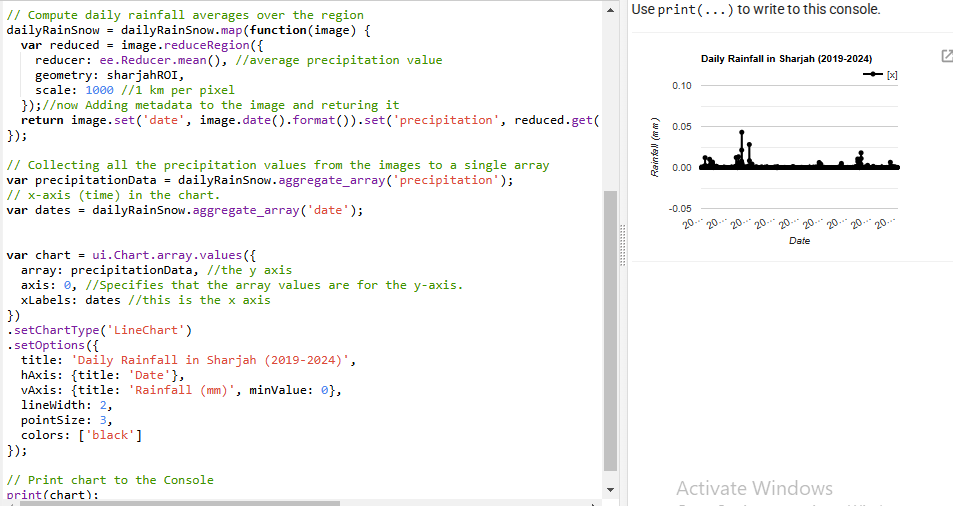 // Compute daily rainfall averages over the region
dailyRainSnow = dailyRainSnow.map(function(image) {
  var reduced = image.reduceRegion({
    reducer: ee.Reducer.mean(), //average precipitation value
    geometry: sharjahROI,
    scale: 1000 //1 km per pixel
  });//now Adding metadata to the image and returing it
  return image.set('date', image.date().format()).set('precipitation', reduced.get(
});
// Collecting all the precipitation values from the images to a single array
var precipitationData = dailyRainSnow.aggregate_array('precipitation');
// x-axis (time) in the chart.
var dates = dailyRainSnow.aggregate_array('date');
var chart = ui.Chart.array.values({
  array: precipitationData, //the y axis
  axis: 0, //Specifies that the array values are for the y-axis.
  xLabels: dates //this is the x axis
})
.setChartType('LineChart')
.setOptions({
  title: 'Daily Rainfall in Sharjah (2019-2024)',
  hAxis: {title: 'Date'},
  vAxis: {title: 'Rainfall (mm)', minValue: 0},
  lineWidth: 2,
  pointSize: 3,
  colors: ['black']
});
// Print chart to the Console
print(chart);
Use print(...) to write to this console.
Daily Rainfall in Sharjah (2019-2024)
[x]
0.10
0.05
0.00
-0.05
Rainfall (mm)
20… 20… 20… 20… 20… 20… 20… 20… 20…
Date
Activate Windows